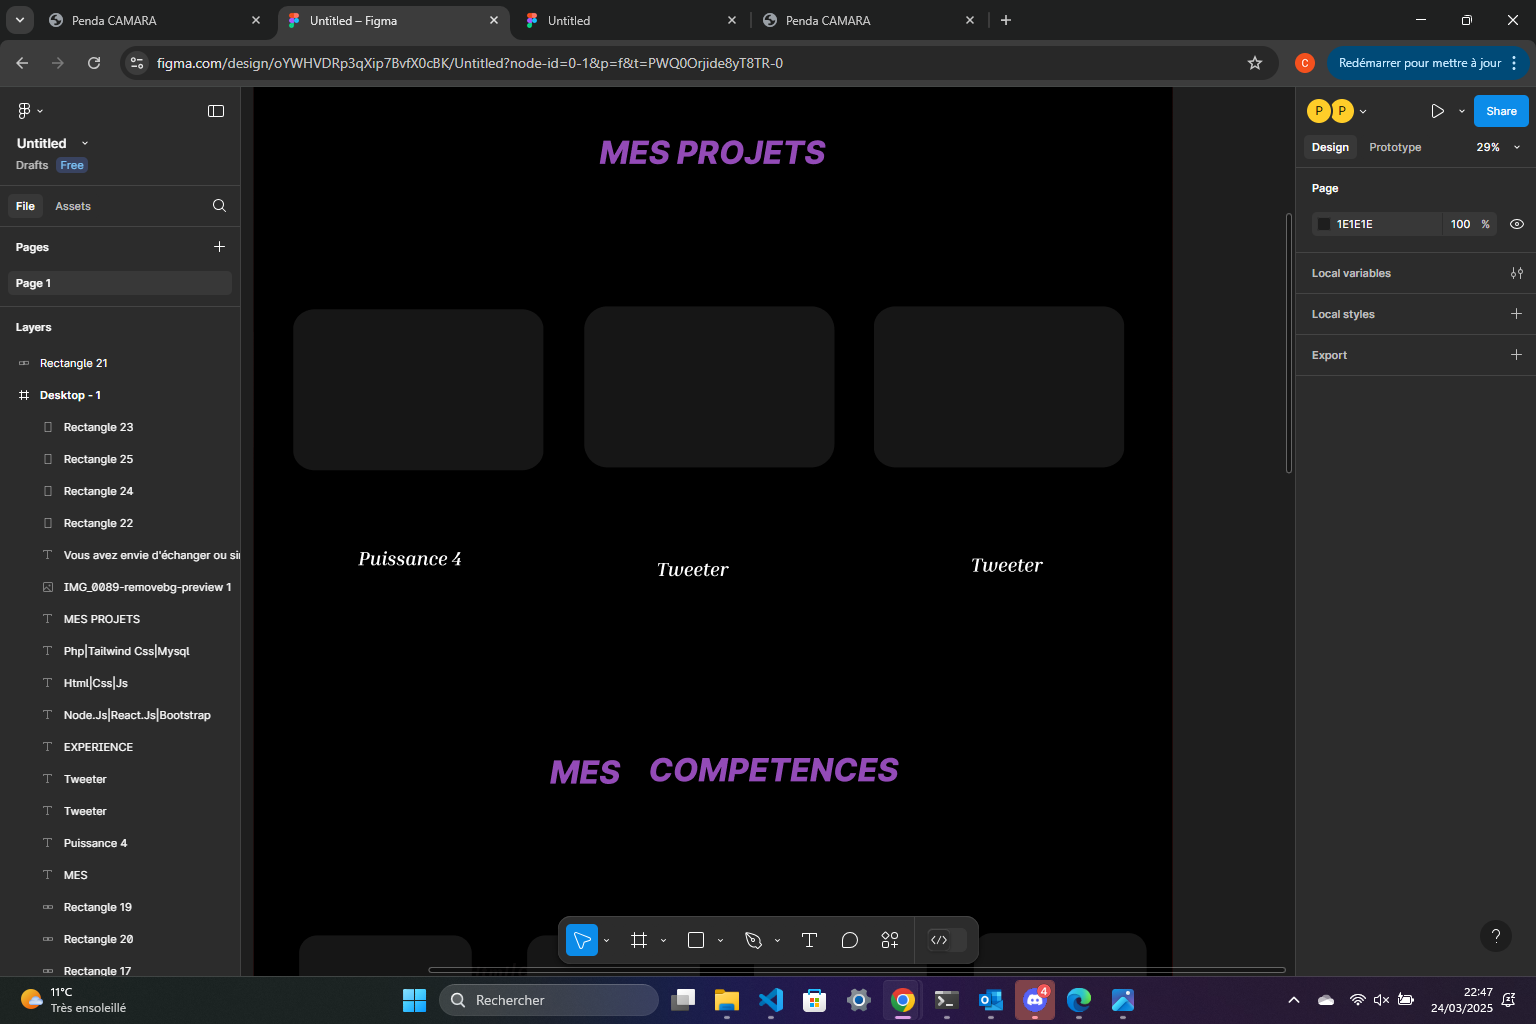 Penda CAMARA
Untitled – Figma
Untitled
Penda CAMARA
figma.com/design/oYWHVDRp3qXip7BvfX0cBK/Untitled?node-id=0-1&p=f&t=PWQ0Orjide8yT8TR-0
C
Redémarrer pour mettre à jour
Untitled
Drafts
Free
File
Assets
Pages
Page 1
Layers
Rectangle 21
Desktop - 1
Rectangle 23
Rectangle 25
Rectangle 24
Rectangle 22
Vous avez envie d'échanger ou si
IMG_0089-removebg-preview 1
MES PROJETS
Php|Tailwind Css|Mysql
Html|Css|Js
Node.Js|React.Js|Bootstrap
EXPERIENCE
Tweeter
Tweeter
Puissance 4
MES
Rectangle 19
Rectangle 20
Rectangle 17
MES PROJETS
Puissance 4
Tweeter
Tweeter
MES COMPETENCES
P
P
Share
Design
Prototype
29%
Page
1E1E1E
100 %
Local variables
Local styles
Export
?
11°C
Très ensoleillé
Rechercher
4
22:47
24/03/2025